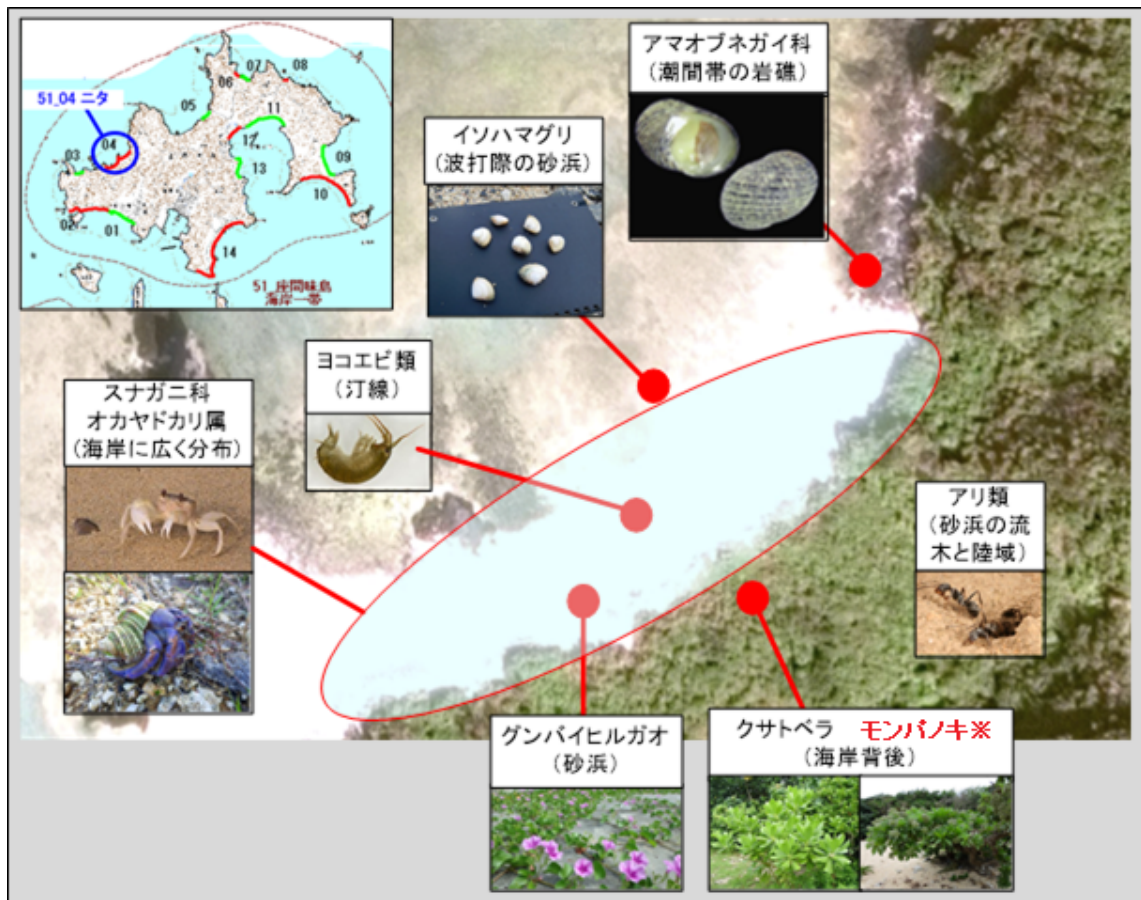 51_04 ニタ
01
02
03
04
05
06
07
08
09
10
11
12
13
14
51_座間味島
海岸一帯
アマオブネガイ科
(潮間帯の岩礁)
イソハマグリ
(波打際の砂浜)
ヨコエビ類
(汀線)
スナガニ科
オカヤドカリ属
(海岸に広く分布)
アリ類
(砂浜の流
木と陸域)
グンバイヒルガオ
(砂浜)
クサトベラ モンパノキ※
(海岸背後)